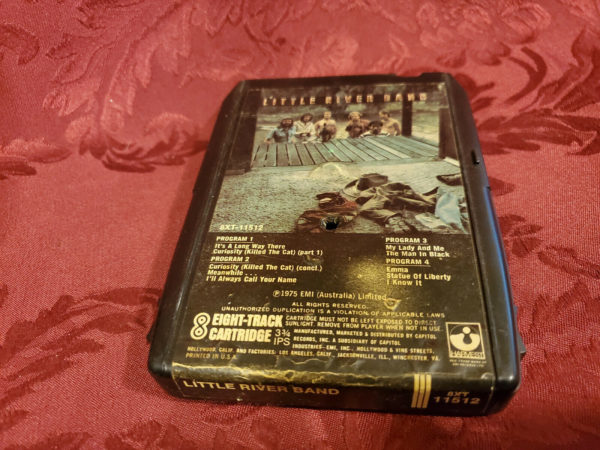 LITTLE RIVER BAND
8XT-11512
PROGRAM 1
It's A Long Way There
Curiosity (Killed The Cat) (part 1)
PROGRAM 2
Curiosity (Killed The Cat) (concl.)
Meanwhile . . .
I'll Always Call Your Name
PROGRAM 3
My Lady And Me
The Man In Black
PROGRAM 4
Emma
Statue Of Liberty
I Know It
℗1975 EMI (Australia) Limited
ALL RIGHTS RESERVED.
UNAUTHORIZED DUPLICATION IS A VIOLATION OF APPLICABLE LAWS
8 EIGHT-TRACK CARTRIDGE 3¾ IPS
CARTRIDGE MUST NOT BE LEFT EXPOSED TO DIRECT
SUNLIGHT. REMOVE FROM PLAYER WHEN NOT IN USE.
MANUFACTURED, MARKETED & DISTRIBUTED BY CAPITOL
RECORDS, INC. A SUBSIDIARY OF CAPITOL
INDUSTRIES-EMI, INC., HOLLYWOOD & VINE STREETS,
HOLLYWOOD, CALIF. AND FACTORIES: LOS ANGELES, CALIF., JACKSONVILLE, ILL., WINCHESTER, VA.
PRINTED IN U.S.A.
HARVEST
LITTLE RIVER BAND
8XT
11512